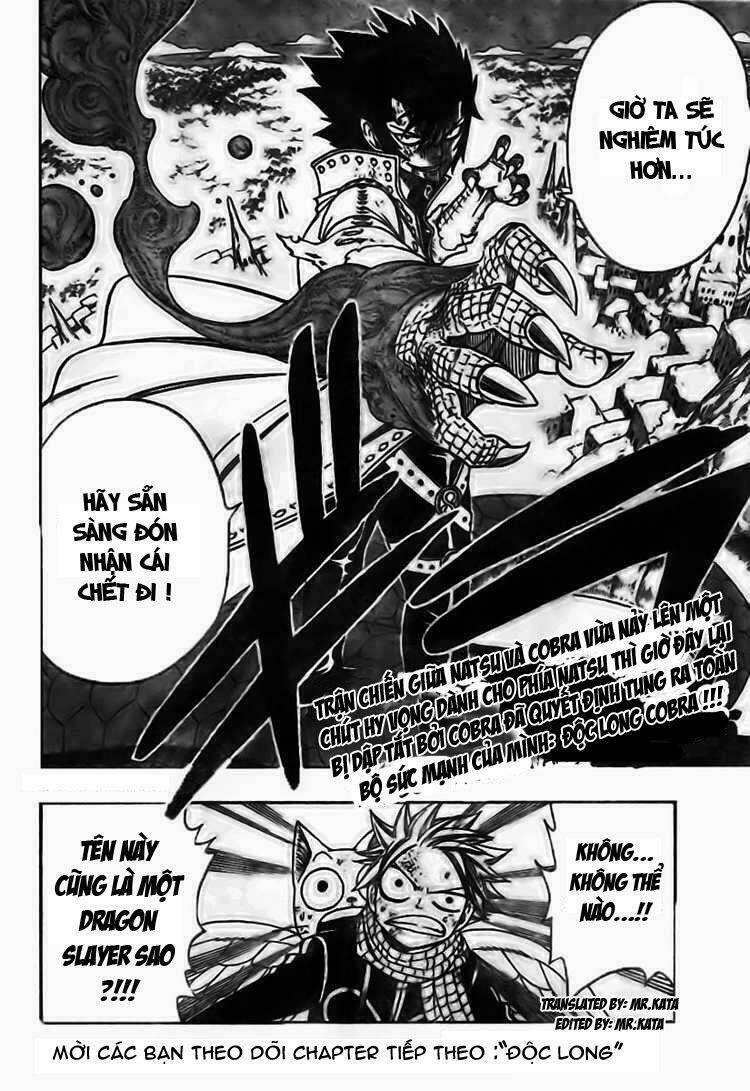 GIỜ TA SẼ
NGHIÊM TÚC
HƠN...
HÃY SẲN
SÀNG ĐÓN
NHẬN CÁI
CHẾT ĐI !
TRẬN CHIẾN GIỮA NATSU VÀ COBRA VỪA NẢY LÊN MỘT
CHÚT HY VỌNG DÀNH CHO PHÍA NATSU THÌ GIỜ ĐÂY LẠI
BỊ DẬP TẮT BỞI COBRA ĐÃ QUYẾT ĐỊNH TUNG RA TOÀN
BỘ SỨC MẠNH CỦA MÌNH: ĐỘC LONG COBRA !!!
KHÔNG...
KHÔNG THỂ
NÀO...!!
TÊN NÀY
CŨNG LÀ MỘT
DRAGON
SLAYER SAO
?!!!
TRANSLATED BY: MR.KATA
EDITED BY: MR.KATA
MỜI CÁC BẠN THEO DÕI CHAPTER TIẾP THEO :"ĐỘC LONG"